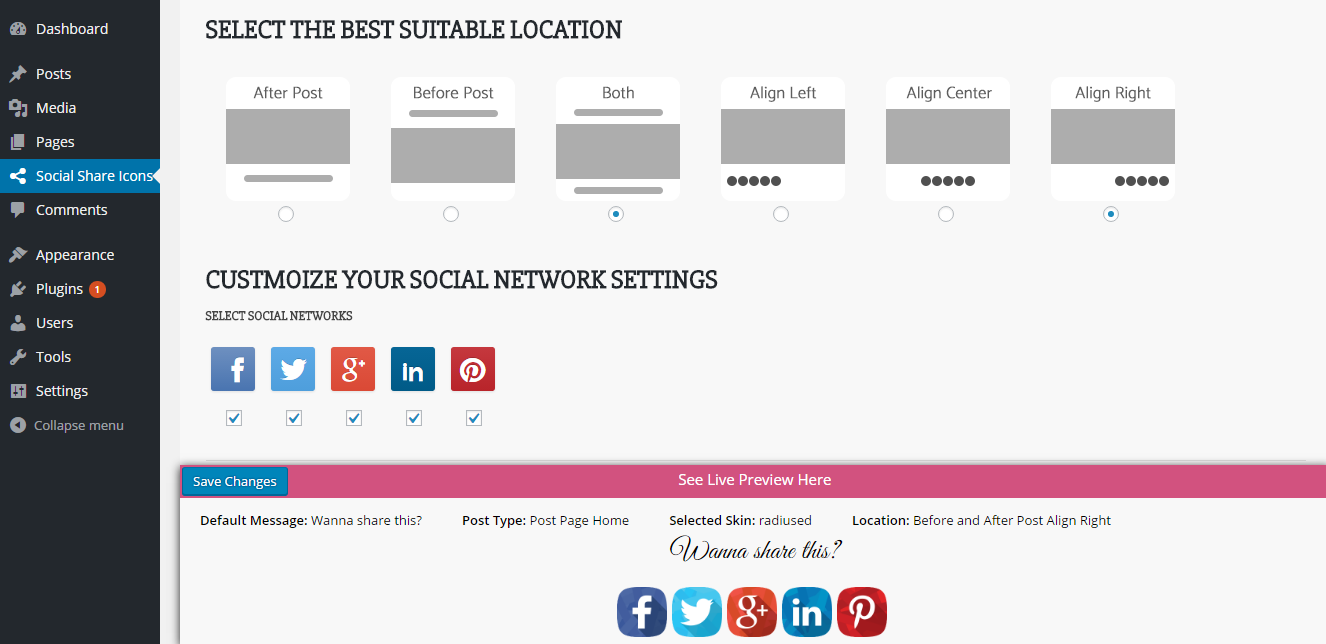 Dashboard
Posts
Media
Pages
Social Share Icons
Comments
Appearance
Plugins 1
Users
Tools
Settings
Collapse menu
SELECT THE BEST SUITABLE LOCATION
After Post Before Post Both Align Left Align Center Align Right
CUSTMOIZE YOUR SOCIAL NETWORK SETTINGS
SELECT SOCIAL NETWORKS
f g+ in
Save Changes See Live Preview Here
Default Message: Wanna share this? Post Type: Post Page Home Selected Skin: radiused Location: Before and After Post Align Right
Wanna share this?
f g+ in